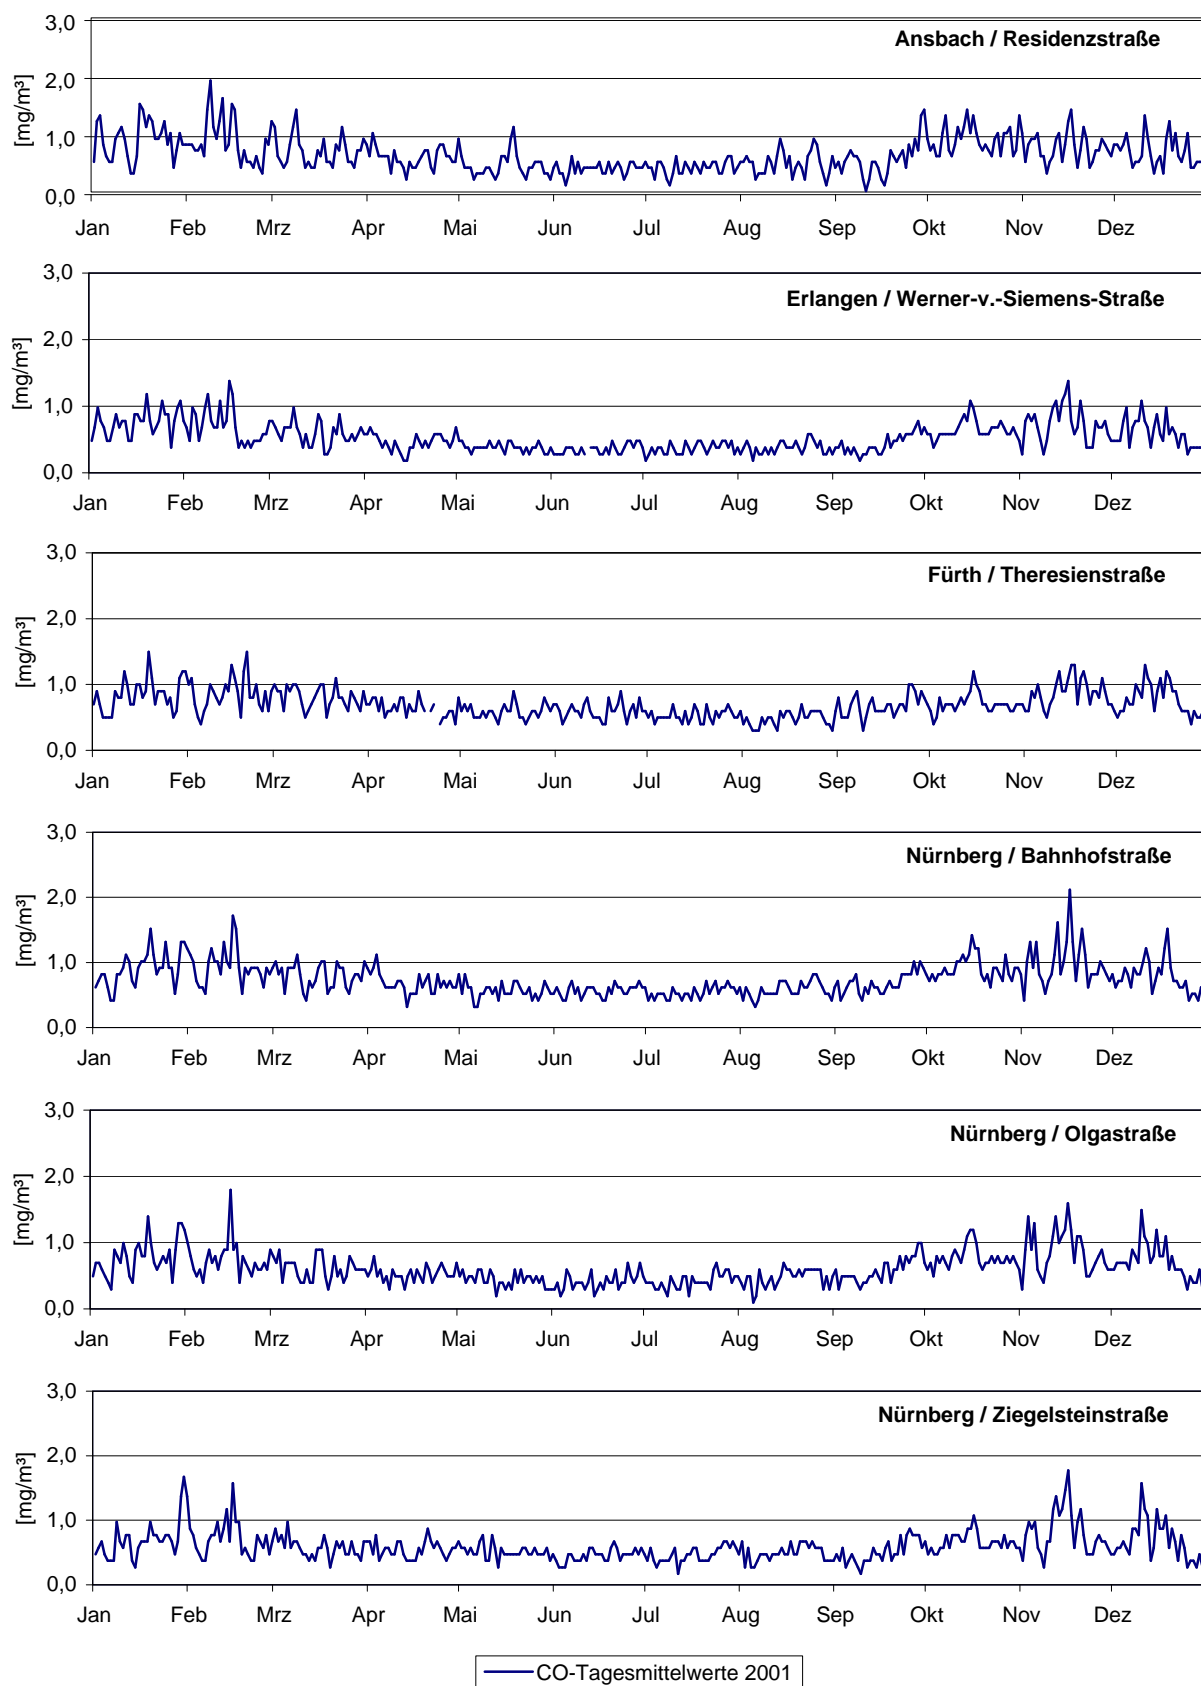 3,0
Ansbach / Residenzstraße
2,0
[mg/m³]
1,0
0,0
Jan Feb Mrz Apr Mai Jun Jul Aug Sep Okt Nov Dez
3,0
Erlangen / Werner-v.-Siemens-Straße
2,0
[mg/m³]
1,0
0,0
Jan Feb Mrz Apr Mai Jun Jul Aug Sep Okt Nov Dez
3,0
Fürth / Theresienstraße
2,0
[mg/m³]
1,0
0,0
Jan Feb Mrz Apr Mai Jun Jul Aug Sep Okt Nov Dez
3,0
Nürnberg / Bahnhofstraße
2,0
[mg/m³]
1,0
0,0
Jan Feb Mrz Apr Mai Jun Jul Aug Sep Okt Nov Dez
3,0
Nürnberg / Olgastraße
2,0
[mg/m³]
1,0
0,0
Jan Feb Mrz Apr Mai Jun Jul Aug Sep Okt Nov Dez
3,0
Nürnberg / Ziegelsteinstraße
2,0
[mg/m³]
1,0
0,0
Jan Feb Mrz Apr Mai Jun Jul Aug Sep Okt Nov Dez
CO-Tagesmittelwerte 2001